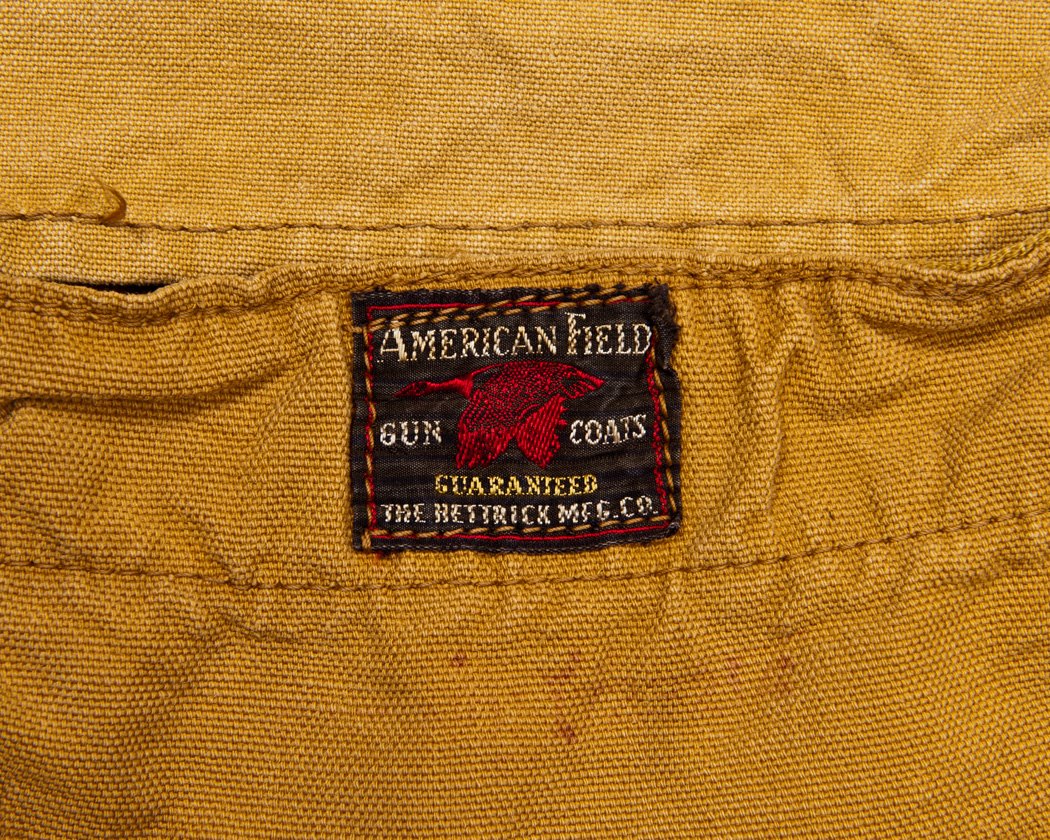 AMERICAN FIELD
GUN COATS
GUARANTEED
THE HETTRICK MFG. CO.